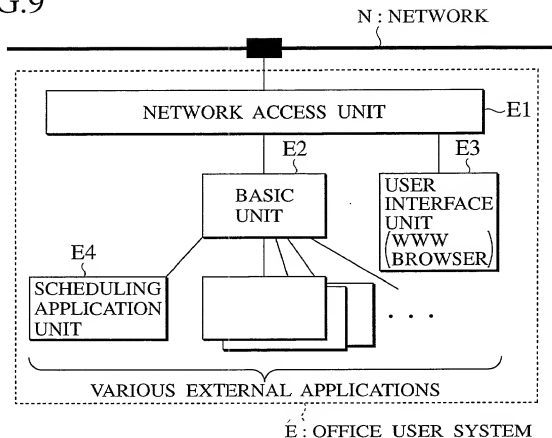 G.9
N : NETWORK
NETWORK ACCESS UNIT
E1
E2
E3
BASIC
UNIT
USER
INTERFACE
UNIT
(WWW
BROWSER)
E4
SCHEDULING
APPLICATION
UNIT
. . .
VARIOUS EXTERNAL APPLICATIONS
E : OFFICE USER SYSTEM